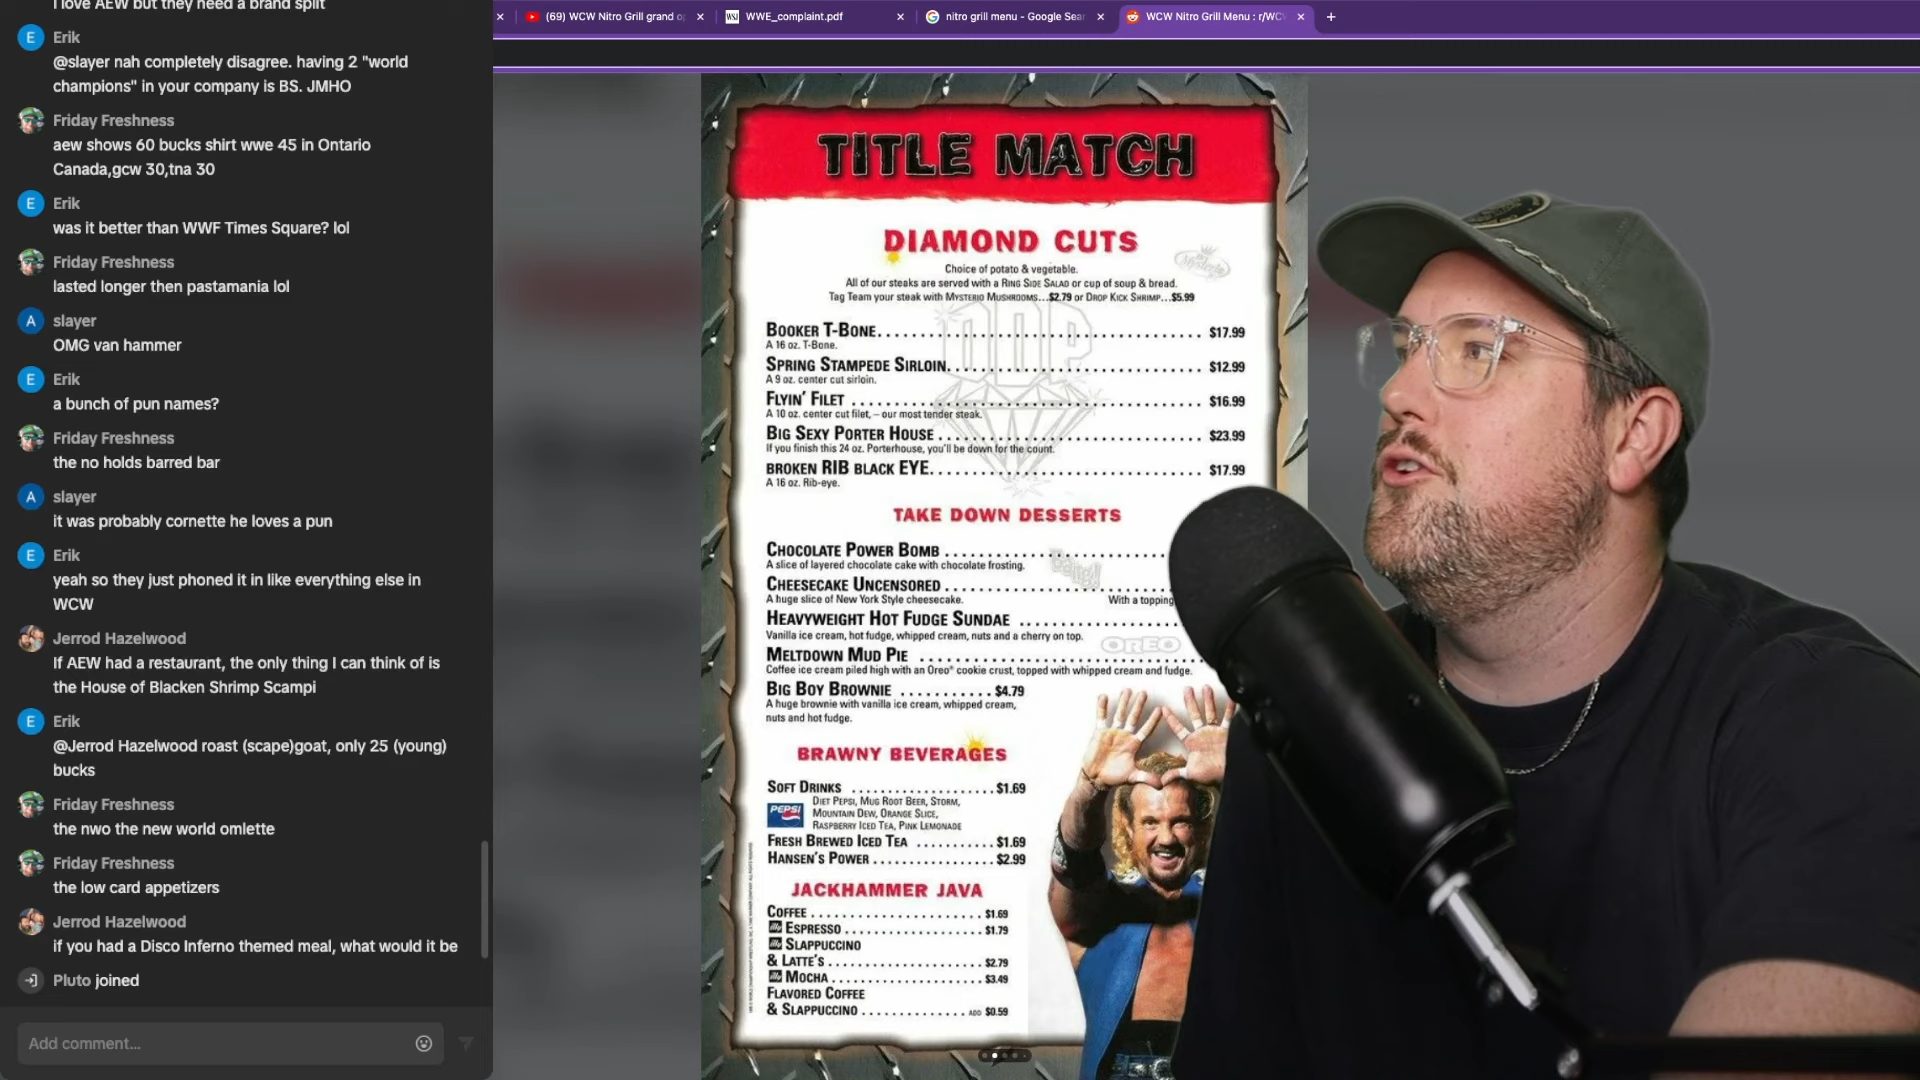 I love AEW but they need a brand split
E
Erik
@slayer nah completely disagree. having 2 "world
champions" in your company is BS. JMHO
Friday Freshness
aew shows 60 bucks shirt wwe 45 in Ontario
Canada,gcw 30,tna 30
E
Erik
was it better than WWF Times Square? lol
Friday Freshness
lasted longer then pastamania lol
A
slayer
OMG van hammer
E
Erik
a bunch of pun names?
Friday Freshness
the no holds barred bar
A
slayer
it was probably cornette he loves a pun
E
Erik
yeah so they just phoned it in like everything else in
WCW
Jerrod Hazelwood
If AEW had a restaurant, the only thing I can think of is
the House of Blacken Shrimp Scampi
E
Erik
@Jerrod Hazelwood roast (scape)goat, only 25 (young)
bucks
Friday Freshness
the nwo the new world omlette
Friday Freshness
the low card appetizers
Jerrod Hazelwood
if you had a Disco Inferno themed meal, what would it be
Pluto joined
Add comment...
(69) WCW Nitro Grill grand o
WSJ WWE_complaint.pdf
nitro grill menu - Google Sea
WCW Nitro Grill Menu : r/WC
TITLE MATCH
DIAMOND CUTS
Choice of potato & vegetable.
All of our steaks are served with a RING SIDE SALAD or cup of soup & bread.
Tag Team your steak with MYSTERIO MUSHROOMS...$2.79 or DROP KICK SHRIMP...$5.99
DDP
BOOKER T-BONE. . . . . . . . . . $17.99
A 16 oz. T-Bone.
SPRING STAMPEDE SIRLOIN. . . . . . . . . . $12.99
A 9 oz. center cut sirloin.
FLYIN' FILET . . . . . . . . . . $16.99
A 10 oz. center cut filet, – our most tender steak.
BIG SEXY PORTER HOUSE . . . . . . . . . . $23.99
If you finish this 24 oz. Porterhouse, you'll be down for the count.
BROKEN RIB BLACK EYE. . . . . . . . . . $17.99
A 16 oz. Rib-eye.
TAKE DOWN DESSERTS
CHOCOLATE POWER BOMB . . . . . . . . . .
A slice of layered chocolate cake with chocolate frosting.
CHEESECAKE UNCENSORED . . . . . . . . . .
A huge slice of New York Style cheesecake. With a topping
HEAVYWEIGHT HOT FUDGE SUNDAE . . . . . . . . . .
Vanilla ice cream, hot fudge, whipped cream, nuts and a cherry on top.
OREO
MELTDOWN MUD PIE . . . . . . . . . .
Coffee ice cream piled high with an Oreo® cookie crust, topped with whipped cream and fudge.
BIG BOY BROWNIE . . . . . . . . . . $4.79
A huge brownie with vanilla ice cream, whipped cream,
nuts and hot fudge.
BRAWNY BEVERAGES
SOFT DRINKS . . . . . . . . . . $1.69
PEPSI
DIET PEPSI, MUG ROOT BEER, STORM,
MOUNTAIN DEW, ORANGE SLICE,
RASPBERRY ICED TEA, PINK LEMONADE
FRESH BREWED ICED TEA . . . . . . . . . . $1.69
HANSEN'S POWER . . . . . . . . . . $2.99
JACKHAMMER JAVA
COFFEE . . . . . . . . . . $1.69
illy ESPRESSO . . . . . . . . . . $1.79
illy SLAPPUCCINO
& LATTE'S . . . . . . . . . . $2.79
illy MOCHA . . . . . . . . . . $3.49
FLAVORED COFFEE
& SLAPPUCCINO . . . . . . . . . . ADD $0.59